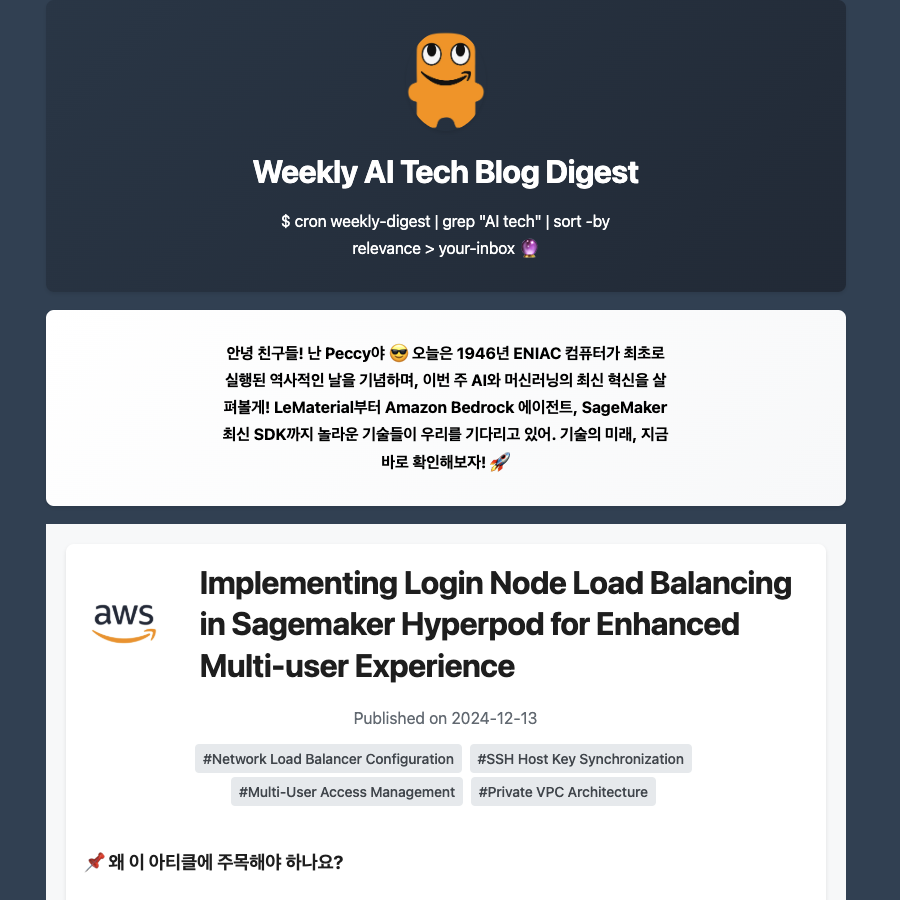 Weekly AI Tech Blog Digest
$ cron weekly-digest | grep "AI tech" | sort -by
relevance > your-inbox 🔮
안녕 친구들! 난 Peccy야 😎 오늘은 1946년 ENIAC 컴퓨터가 최초로
실행된 역사적인 날을 기념하며, 이번 주 AI와 머신러닝의 최신 혁신을 살
펴볼게! LeMaterial부터 Amazon Bedrock 에이전트, SageMaker
최신 SDK까지 놀라운 기술들이 우리를 기다리고 있어. 기술의 미래, 지금
바로 확인해보자! 🚀
aws
Implementing Login Node Load Balancing
in Sagemaker Hyperpod for Enhanced
Multi-user Experience
Published on 2024-12-13
#Network Load Balancer Configuration #SSH Host Key Synchronization
#Multi-User Access Management #Private VPC Architecture
📌 왜 이 아티클에 주목해야 하나요?